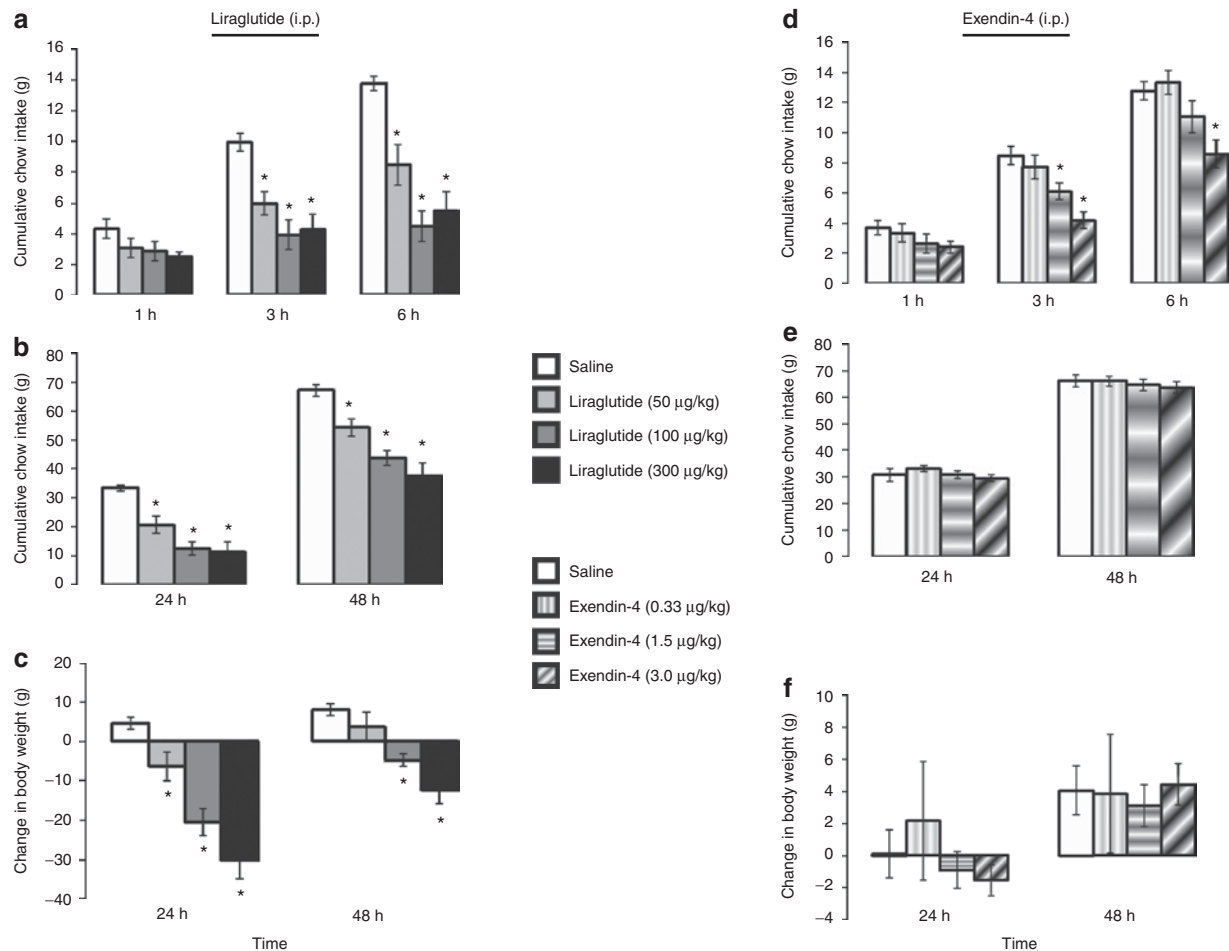 a
Liraglutide (i.p.)
Cumulative chow intake (g)
16
14
12
10
8
6
4
2
0
* * *
* * *
1 h 3 h 6 h
b
Cumulative chow intake (g)
80
70
60
50
40
30
20
10
0
* * *
* * *
24 h 48 h
c
Change in body weight (g)
20
10
0
−10
−20
−30
−40
* * *
* *
24 h 48 h
Time
Saline
Liraglutide (50 μg/kg)
Liraglutide (100 μg/kg)
Liraglutide (300 μg/kg)
Saline
Exendin-4 (0.33 μg/kg)
Exendin-4 (1.5 μg/kg)
Exendin-4 (3.0 μg/kg)
d
Exendin-4 (i.p.)
Cumulative chow intake (g)
16
14
12
10
8
6
4
2
0
* *
*
1 h 3 h 6 h
e
Cumulative chow intake (g)
80
70
60
50
40
30
20
10
0
24 h 48 h
f
Change in body weight (g)
10
8
6
4
2
0
−2
−4
24 h 48 h
Time